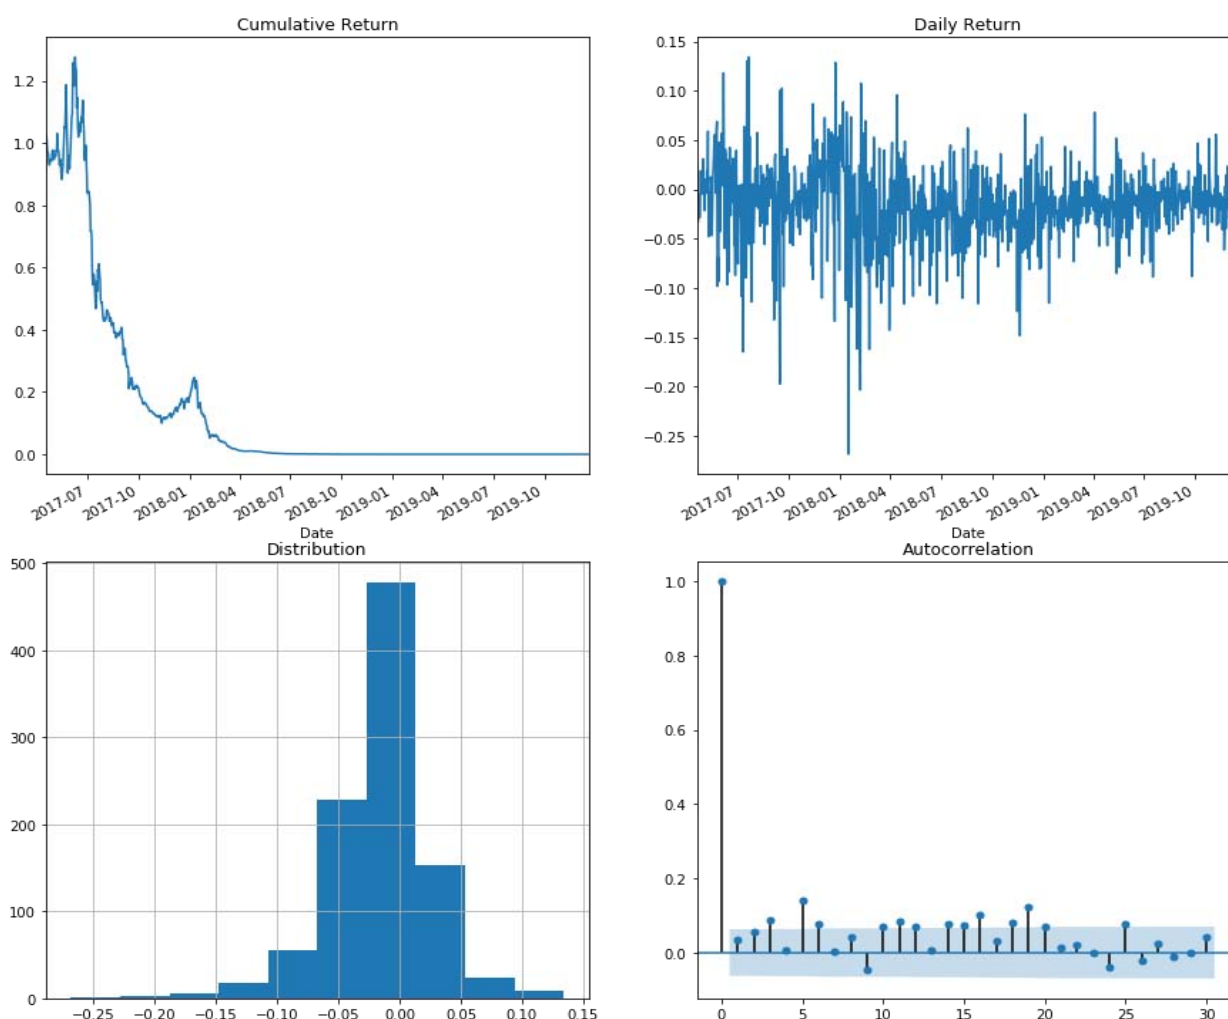 Cumulative Return
1.2
1.0
0.8
0.6
0.4
0.2
0.0
2017-07 2017-10 2018-01 2018-04 2018-07 2018-10 2019-01 2019-04 2019-07 2019-10
Date
Daily Return
0.15
0.10
0.05
0.00
−0.05
−0.10
−0.15
−0.20
−0.25
2017-07 2017-10 2018-01 2018-04 2018-07 2018-10 2019-01 2019-04 2019-07 2019-10
Date
Distribution
500
400
300
200
100
0
−0.25 −0.20 −0.15 −0.10 −0.05 0.00 0.05 0.10 0.15
Autocorrelation
1.0
0.8
0.6
0.4
0.2
0.0
0 5 10 15 20 25 30